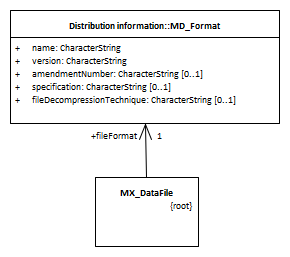 Distribution information::MD_Format
+ name: CharacterString
+ version: CharacterString
+ amendmentNumber: CharacterString [0..1]
+ specification: CharacterString [0..1]
+ fileDecompressionTechnique: CharacterString [0..1]
+fileFormat 1
MX_DataFile
{root}